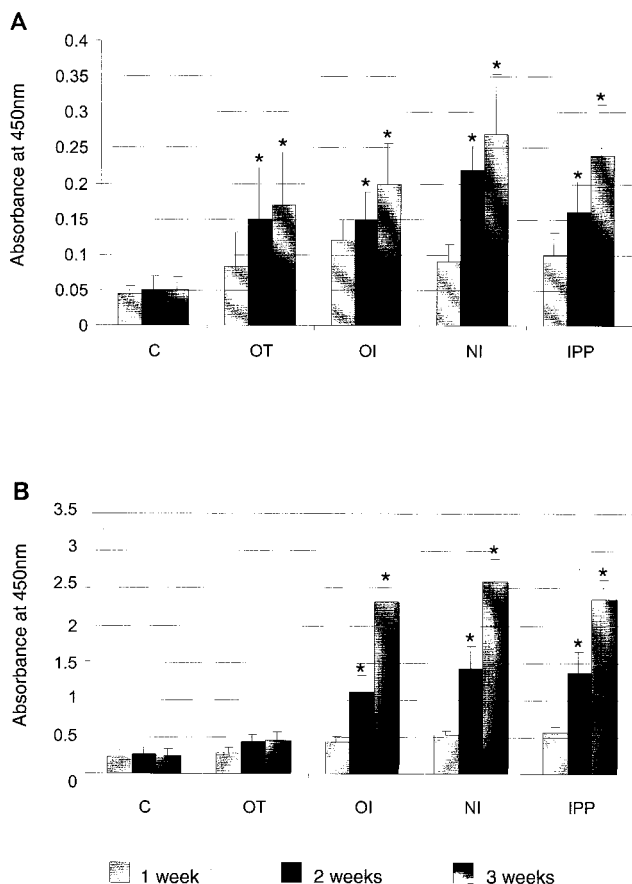 A
Absorbance at 450nm
0.4
0.35
0.3
0.25
0.2
0.15
0.1
0.05
0
* * * * * * * *
C OT OI NI IPP
B
Absorbance at 450nm
3.5
3
2.5
2
1.5
1
0.5
0
* * * * * *
C OT OI NI IPP
1 week 2 weeks 3 weeks